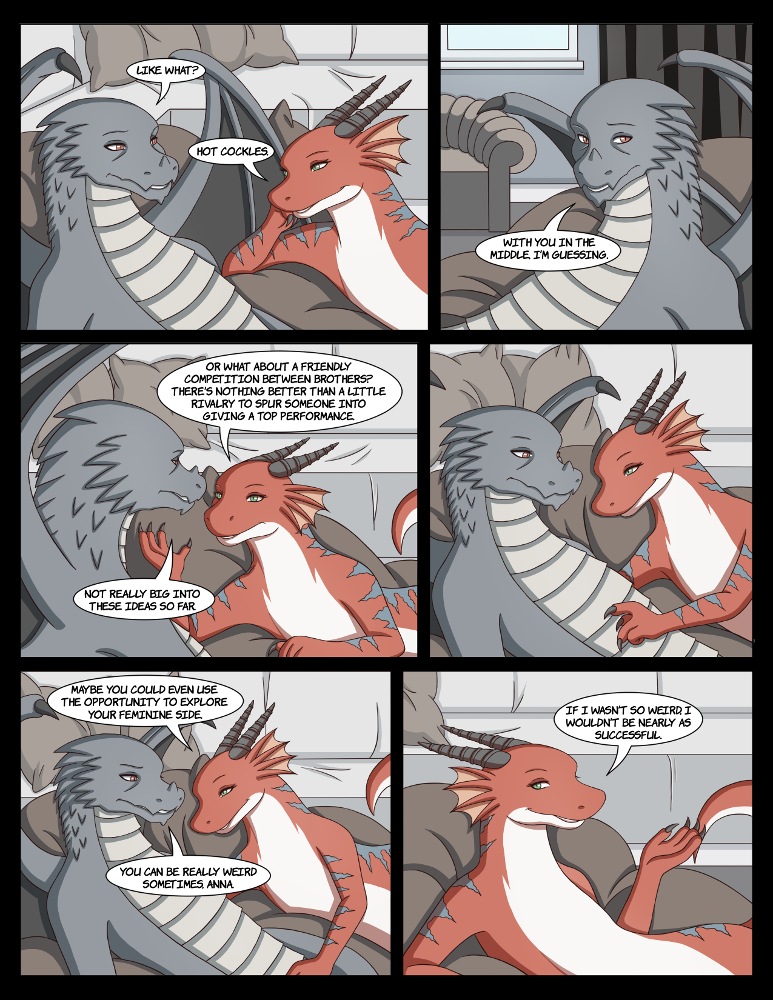 LIKE WHAT?
HOT COCKLES.
WITH YOU IN THE
MIDDLE, I'M GUESSING.
OR WHAT ABOUT A FRIENDLY
COMPETITION BETWEEN BROTHERS?
THERE'S NOTHING BETTER THAN A LITTLE
RIVALRY TO SPUR SOMEONE INTO
GIVING A TOP PERFORMANCE.
NOT REALLY BIG INTO
THESE IDEAS SO FAR.
MAYBE YOU COULD EVEN USE
THE OPPORTUNITY TO EXPLORE
YOUR FEMININE SIDE.
YOU CAN BE REALLY WEIRD
SOMETIMES, ANNA.
IF I WASN'T SO WEIRD, I
WOULDN'T BE NEARLY AS
SUCCESSFUL.